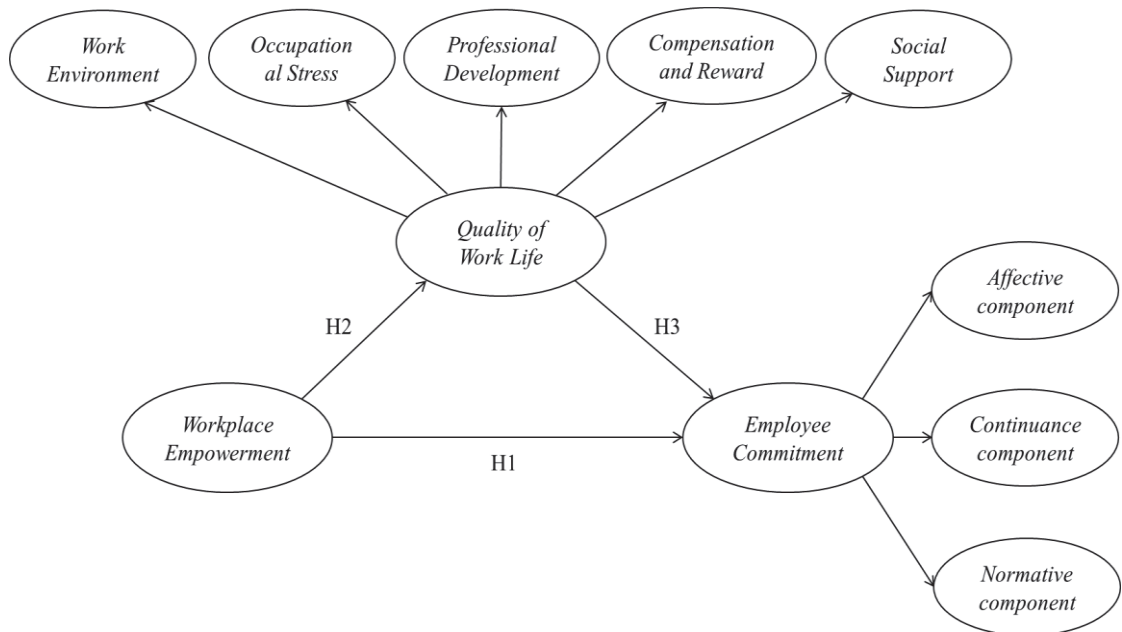 Work
Environment
Occupation
al Stress
Professional
Development
Compensation
and Reward
Social
Support
Quality of
Work Life
Affective
component
H2
H3
Workplace
Empowerment
Employee
Commitment
Continuance
component
H1
Normative
component